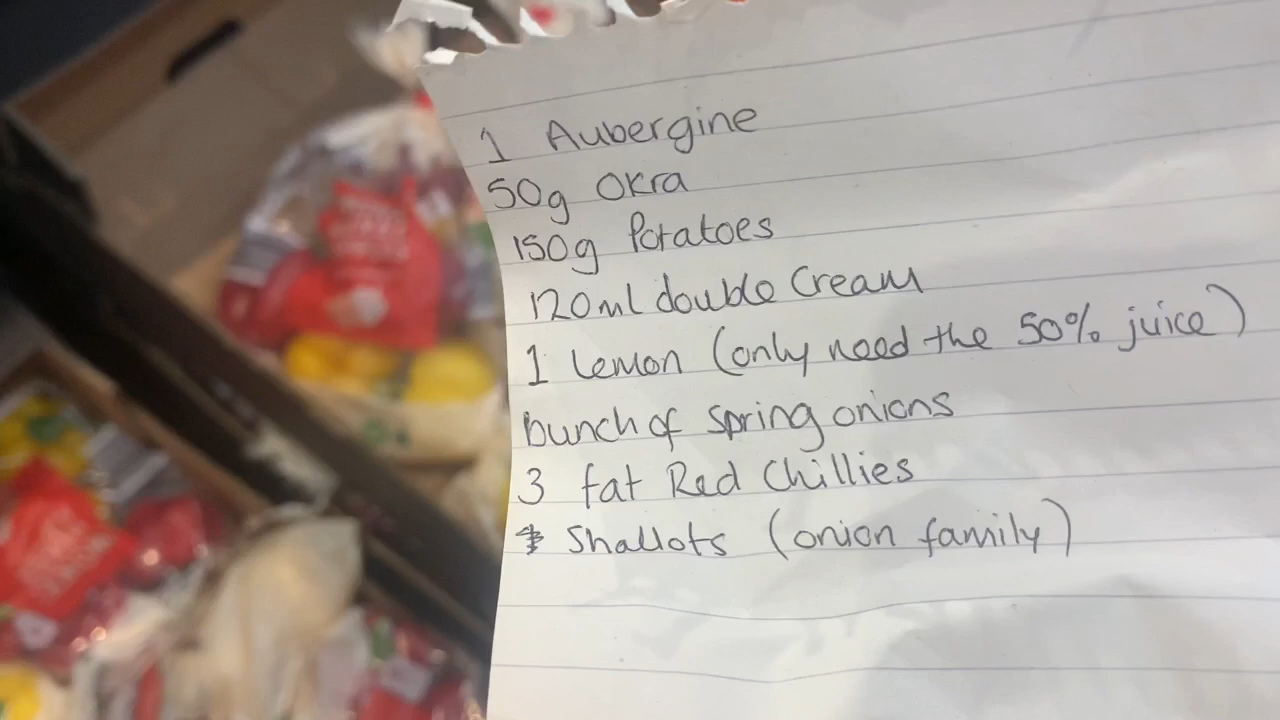 1 Aubergine
50g Okra
150g Potatoes
120ml double Cream
1 lemon (only need the 50% juice)
bunch of spring onions
3 fat Red Chillies
Shallots (onion family)